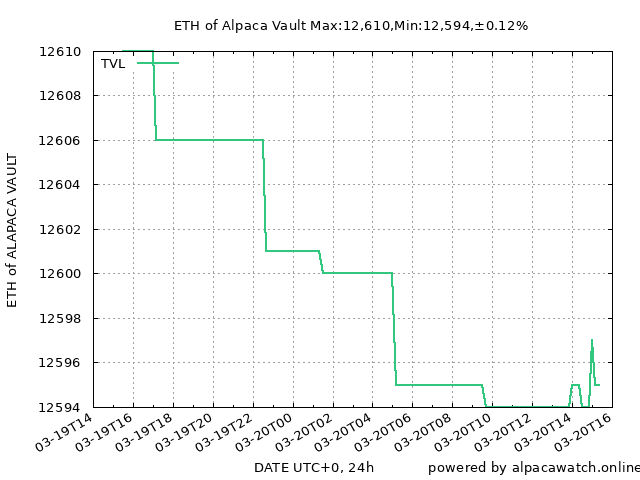 ETH of Alpaca Vault Max:12,610,Min:12,594,±0.12%
TVL
ETH of ALAPACA VAULT
12610
12608
12606
12604
12602
12600
12598
12596
12594
03-19T14
03-19T16
03-19T18
03-19T20
03-19T22
03-20T00
03-20T02
03-20T04
03-20T06
03-20T08
03-20T10
03-20T12
03-20T14
03-20T16
DATE UTC+0, 24h
powered by alpacawatch.online